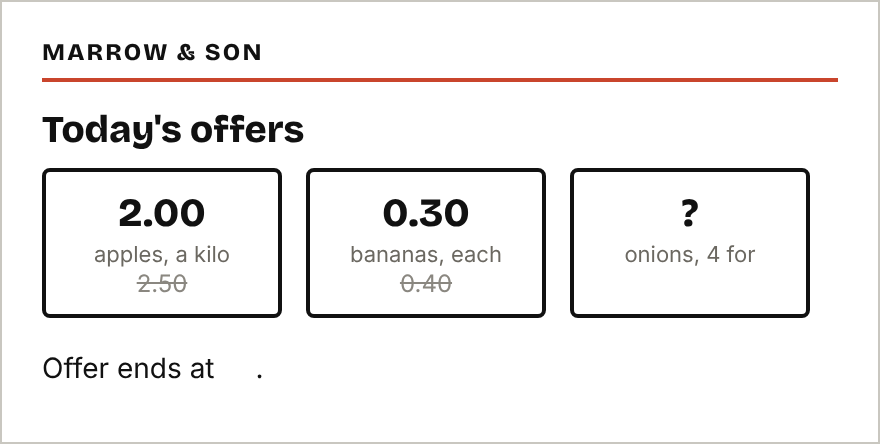 MARROW & SON
Today's offers
2.00
apples, a kilo
2.50
0.30
bananas, each
0.40
?
onions, 4 for
Offer ends at .